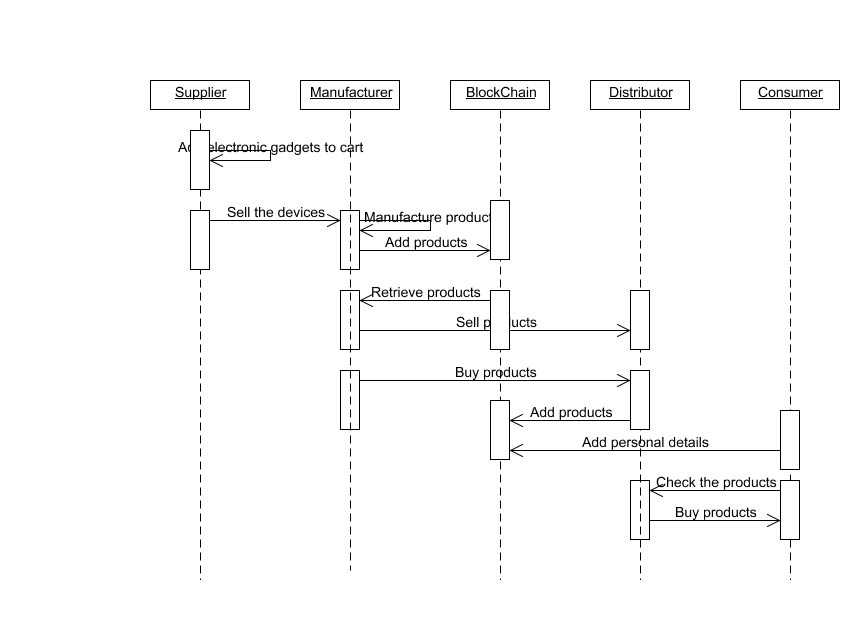 Supplier
Manufacturer
BlockChain
Distributor
Consumer
electronic gadgets to cart
Sell the devices
Manufacture product
Add products
Retrieve products
Sell products
Buy products
Add products
Add personal details
Check the products
Buy products